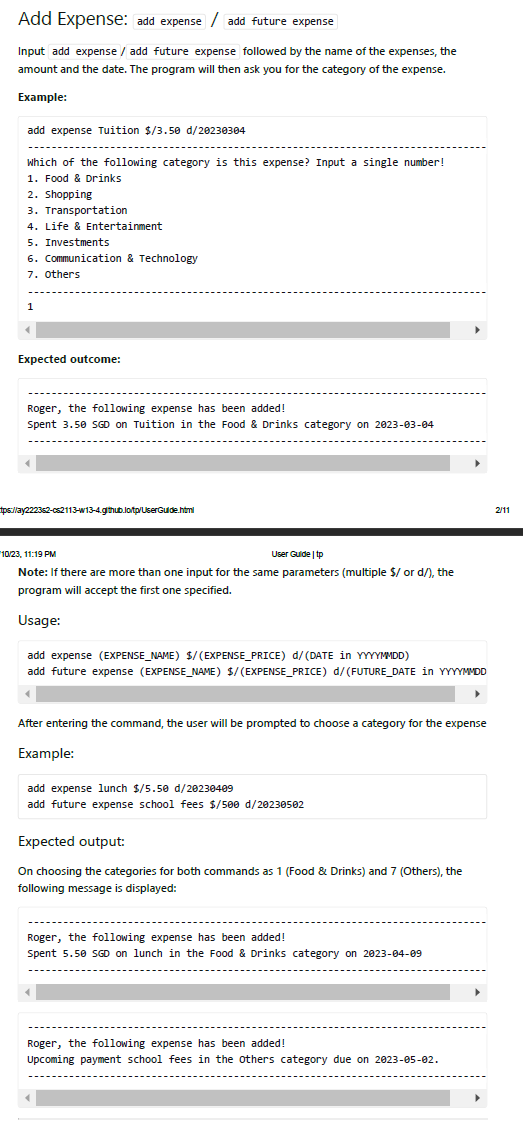 Add Expense: add expense / add future expense
Input add expense / add future expense followed by the name of the expenses, the
amount and the date. The program will then ask you for the category of the expense.
Example:
add expense Tuition $/3.50 d/20230304
--------------------------------------------------------------------------------
Which of the following category is this expense? Input a single number!
1. Food & Drinks
2. Shopping
3. Transportation
4. Life & Entertainment
5. Investments
6. Communication & Technology
7. Others
--------------------------------------------------------------------------------
1
Expected outcome:
--------------------------------------------------------------------------------
Roger, the following expense has been added!
Spent 3.50 SGD on Tuition in the Food & Drinks category on 2023-03-04
--------------------------------------------------------------------------------
tps://ay2223s2-cs2113-w13-4.github.io/tp/UserGuide.html 2/11
10/23, 11:19 PM User Guide | tp
Note: If there are more than one input for the same parameters (multiple $/ or d/), the
program will accept the first one specified.
Usage:
add expense (EXPENSE_NAME) $/(EXPENSE_PRICE) d/(DATE in YYYYMMDD)
add future expense (EXPENSE_NAME) $/(EXPENSE_PRICE) d/(FUTURE_DATE in YYYYMMDD
After entering the command, the user will be prompted to choose a category for the expense
Example:
add expense lunch $/5.50 d/20230409
add future expense school fees $/500 d/20230502
Expected output:
On choosing the categories for both commands as 1 (Food & Drinks) and 7 (Others), the
following message is displayed:
--------------------------------------------------------------------------------
Roger, the following expense has been added!
Spent 5.50 SGD on lunch in the Food & Drinks category on 2023-04-09
--------------------------------------------------------------------------------
--------------------------------------------------------------------------------
Roger, the following expense has been added!
Upcoming payment school fees in the Others category due on 2023-05-02.
--------------------------------------------------------------------------------